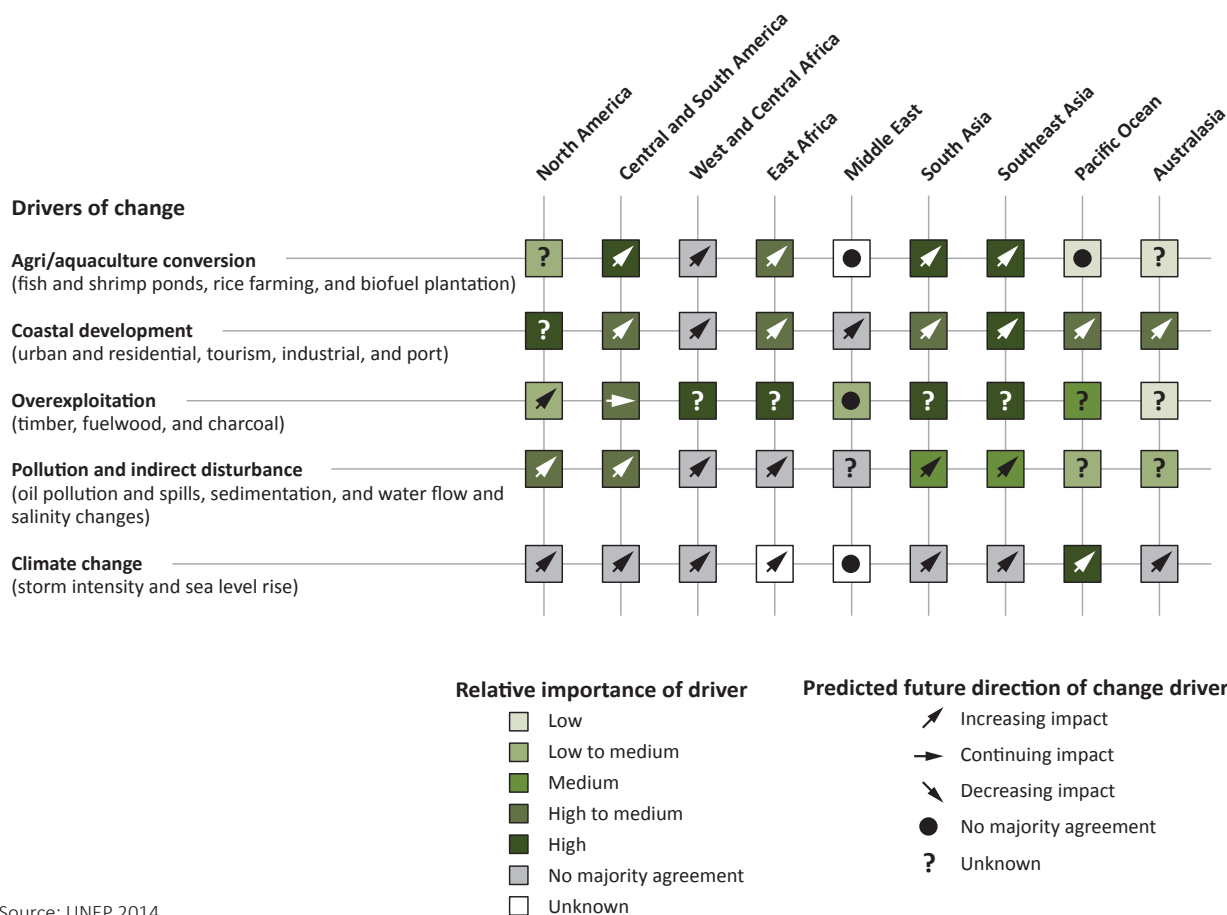 North America
Central and South America
West and Central Africa
East Africa
Middle East
South Asia
Southeast Asia
Pacific Ocean
Australasia
Drivers of change
Agri/aquaculture conversion
(fish and shrimp ponds, rice farming, and biofuel plantation)
? ?
Coastal development
(urban and residential, tourism, industrial, and port)
?
Overexploitation
(timber, fuelwood, and charcoal)
? ? ? ? ? ?
Pollution and indirect disturbance
(oil pollution and spills, sedimentation, and water flow and
salinity changes)
? ? ?
Climate change
(storm intensity and sea level rise)
Relative importance of driver
Low
Low to medium
Medium
High to medium
High
No majority agreement
Unknown
Predicted future direction of change driver
Increasing impact
Continuing impact
Decreasing impact
No majority agreement
? Unknown
Source: UNEP 2014